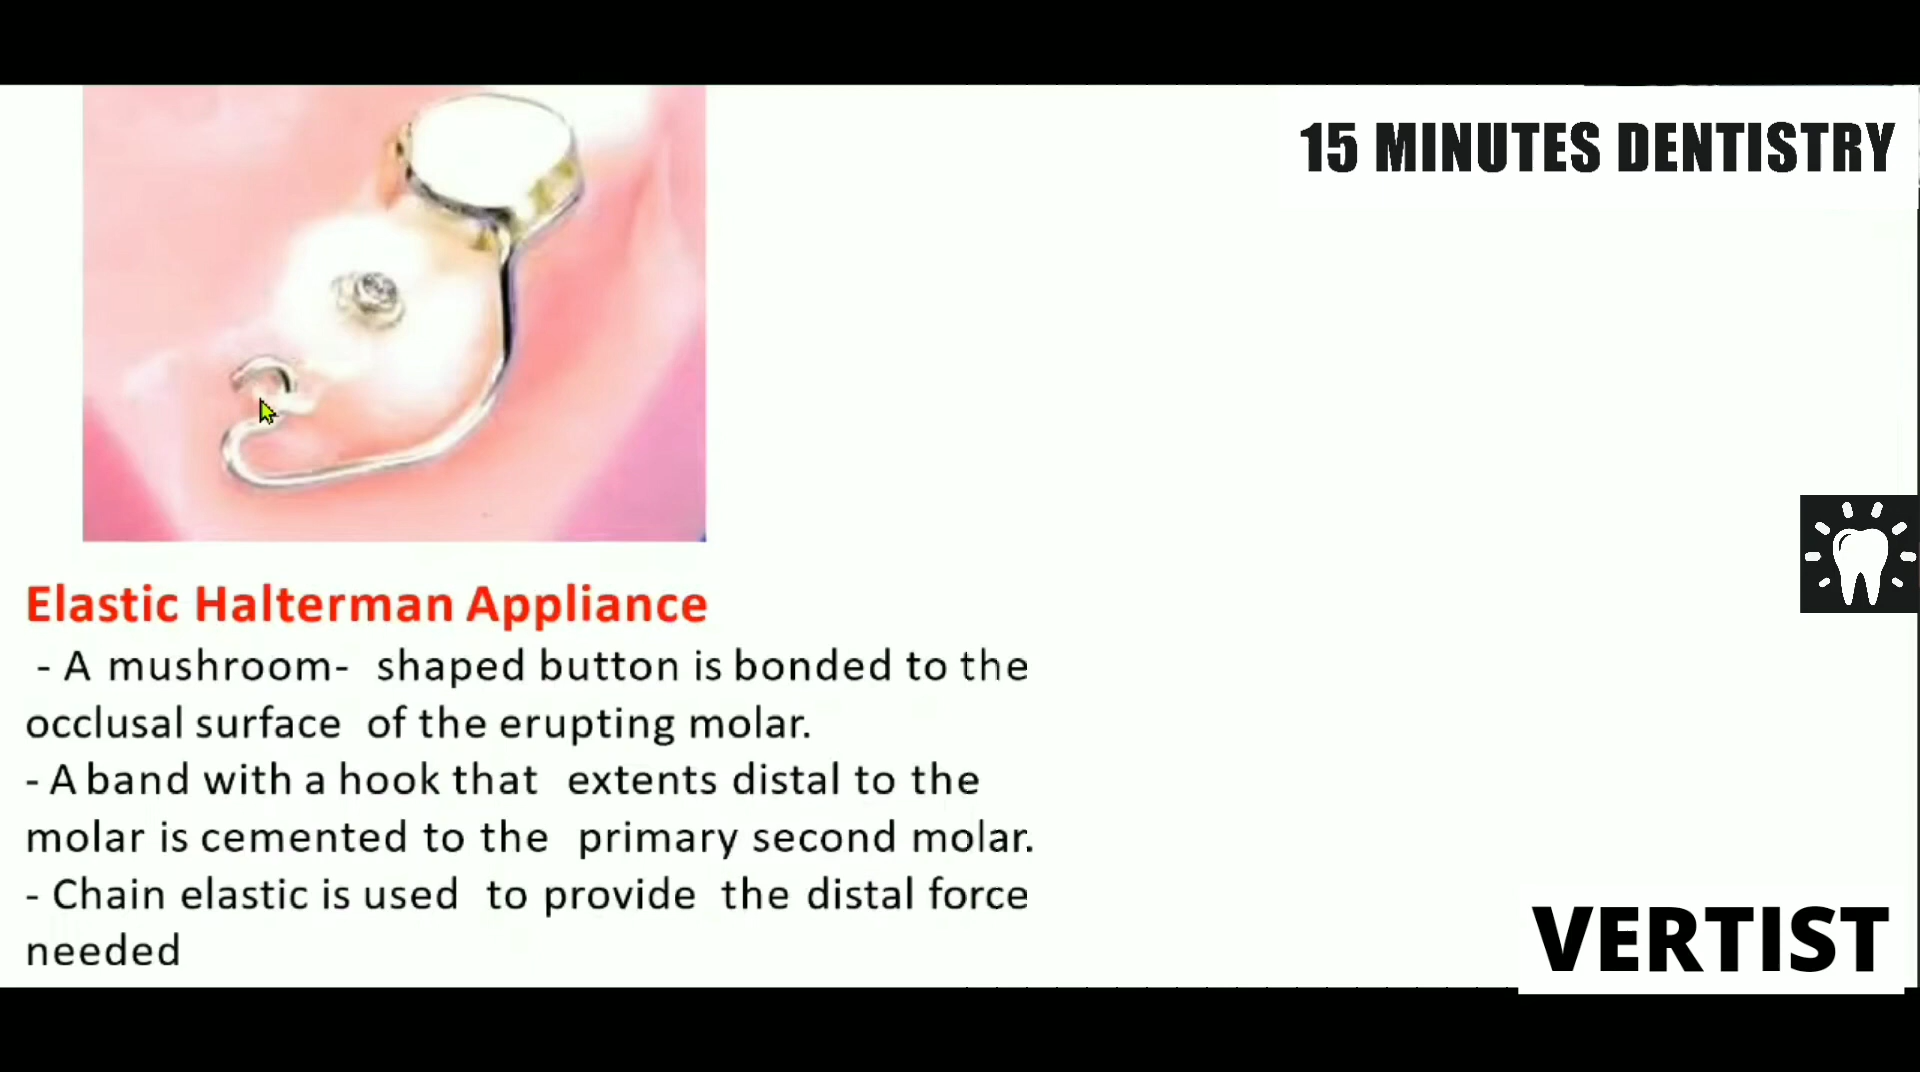 15 MINUTES DENTISTRY
Elastic Halterman Appliance
- A mushroom- shaped button is bonded to the
occlusal surface of the erupting molar.
- A band with a hook that extents distal to the
molar is cemented to the primary second molar.
- Chain elastic is used to provide the distal force
needed
VERTIST